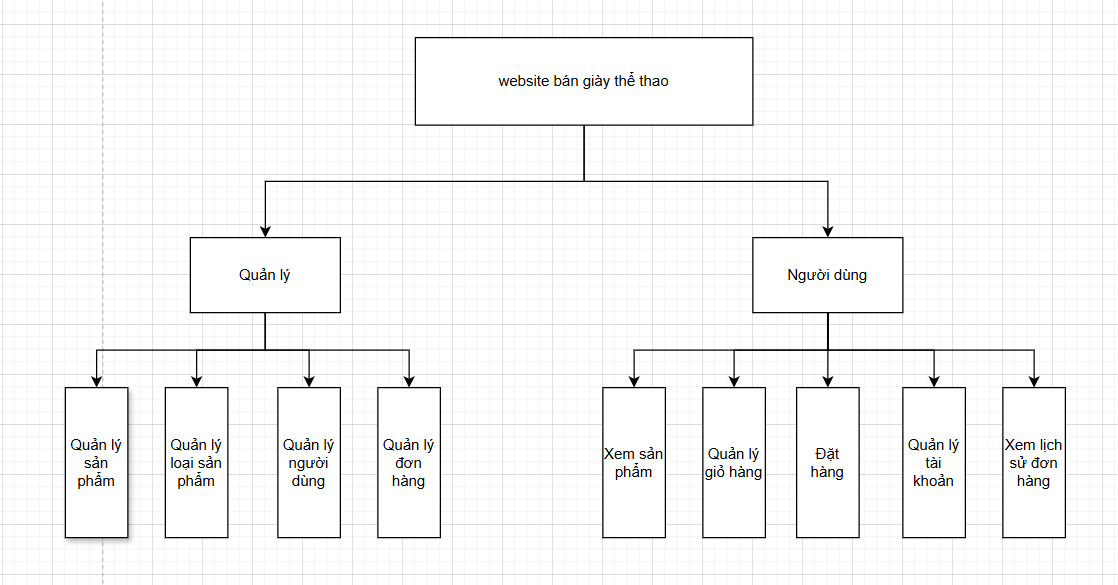 website bán giày thể thao
Quản lý
Người dùng
Quản lý
sản
phẩm
Quản lý
loại sản
phẩm
Quản lý
người
dùng
Quản lý
đơn
hàng
Xem sản
phẩm
Quản lý
giỏ hàng
Đặt
hàng
Quản lý
tài
khoản
Xem lịch
sử đơn
hàng